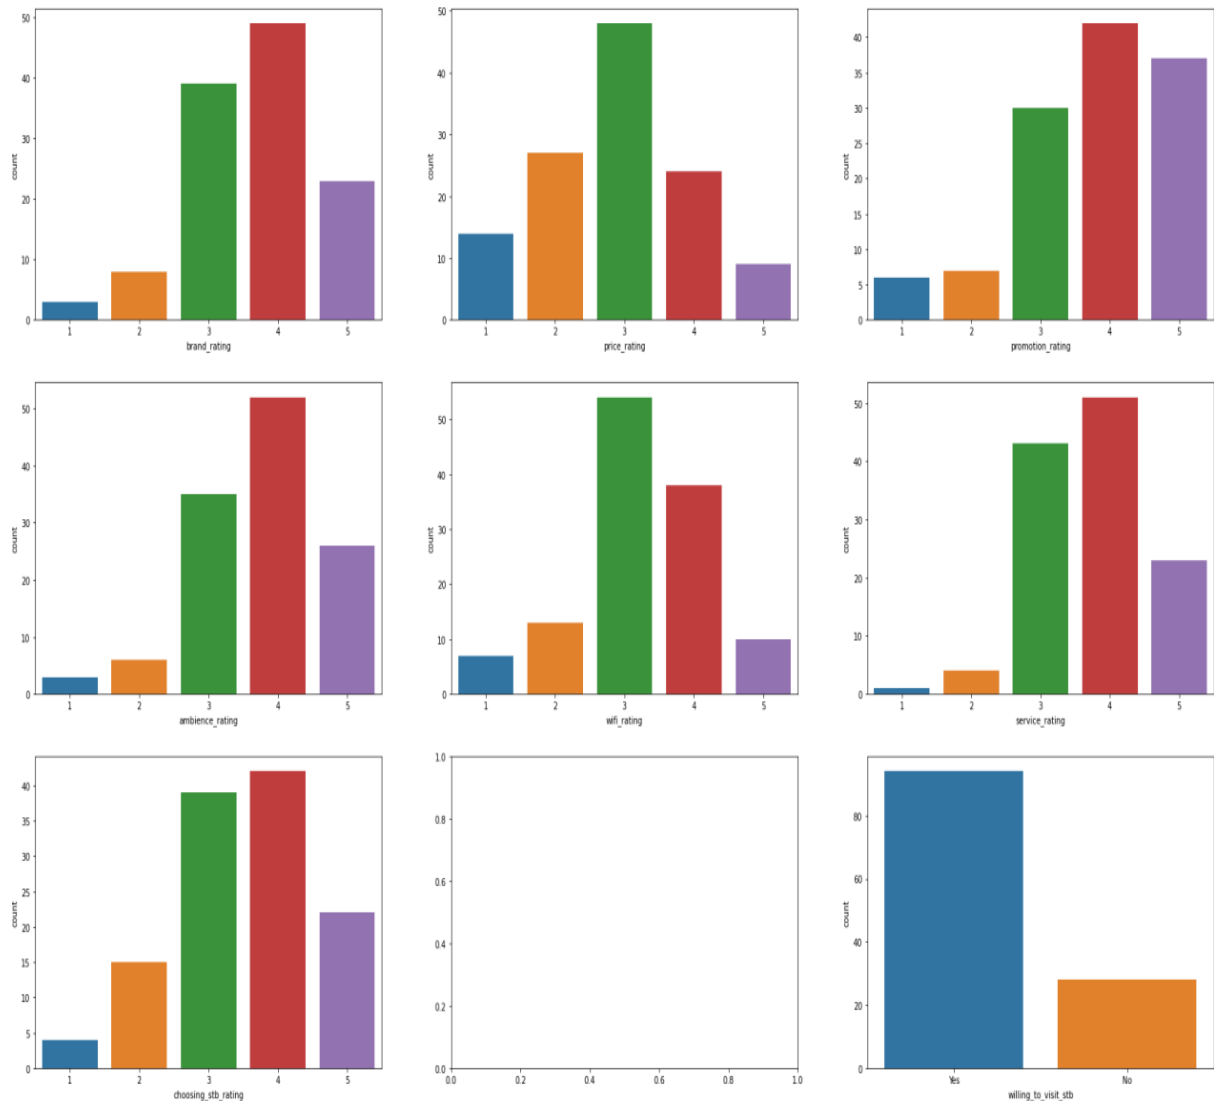 50
40
30
20
10
0
count
1 2 3 4 5
brand_rating
50
40
30
20
10
0
count
1 2 3 4 5
price_rating
40
35
30
25
20
15
10
5
0
count
1 2 3 4 5
promotion_rating
50
40
30
20
10
0
count
1 2 3 4 5
ambience_rating
50
40
30
20
10
0
count
1 2 3 4 5
wifi_rating
50
40
30
20
10
0
count
1 2 3 4 5
service_rating
40
35
30
25
20
15
10
5
0
count
1 2 3 4 5
choosing_stb_rating
1.0
0.8
0.6
0.4
0.2
0.0
0.0 0.2 0.4 0.6 0.8 1.0
80
60
40
20
0
count
Yes No
willing_to_visit_stb